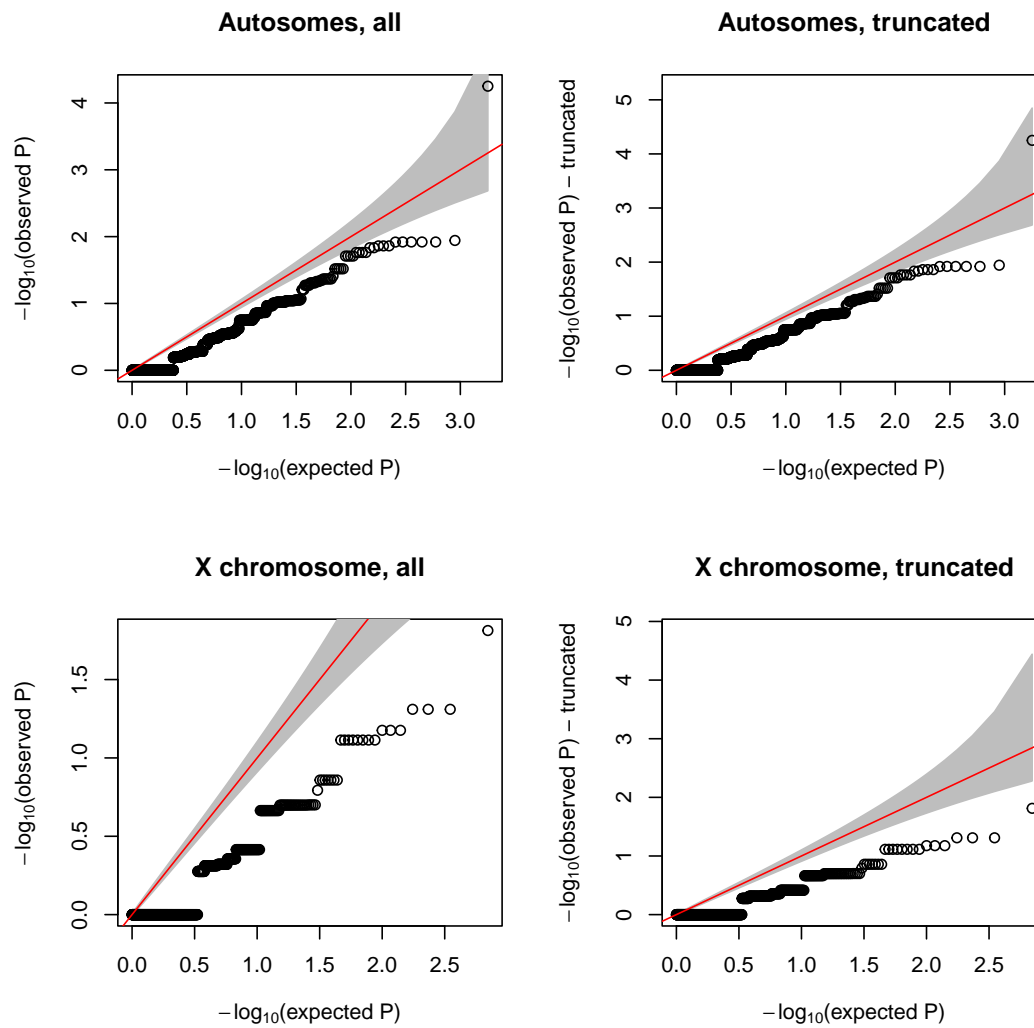 Autosomes, all
−log10(observed P)
0 1 2 3 4
0.0 0.5 1.0 1.5 2.0 2.5 3.0
−log10(expected P)
Autosomes, truncated
−log10(observed P) − truncated
0 1 2 3 4 5
0.0 0.5 1.0 1.5 2.0 2.5 3.0
−log10(expected P)
X chromosome, all
−log10(observed P)
0.0 0.5 1.0 1.5
0.0 0.5 1.0 1.5 2.0 2.5
−log10(expected P)
X chromosome, truncated
−log10(observed P) − truncated
0 1 2 3 4 5
0.0 0.5 1.0 1.5 2.0 2.5
−log10(expected P)